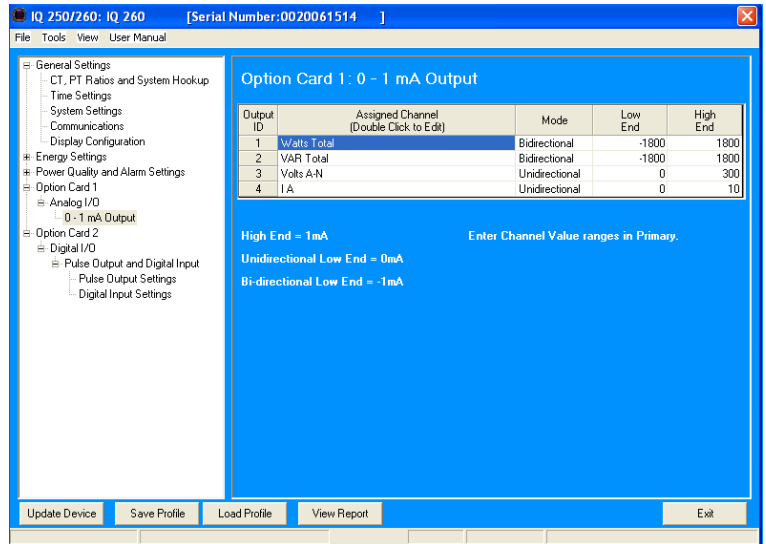 IQ 250/260: IQ 260 [Serial Number:0020061514 ]
File Tools View User Manual
General Settings
CT, PT Ratios and System Hookup
Time Settings
System Settings
Communications
Display Configuration
Energy Settings
Power Quality and Alarm Settings
Option Card 1
Analog I/O
0 - 1 mA Output
Option Card 2
Digital I/O
Pulse Output and Digital Input
Pulse Output Settings
Digital Input Settings
Option Card 1: 0 - 1 mA Output
Output ID Assigned Channel (Double Click to Edit) Mode Low End High End
1 Watts Total Bidirectional -1800 1800
2 VAR Total Bidirectional -1800 1800
3 Volts A-N Unidirectional 0 300
4 I A Unidirectional 0 10
High End = 1mA Enter Channel Value ranges in Primary.
Unidirectional Low End = 0mA
Bi-directional Low End = -1mA
Update Device Save Profile Load Profile View Report Exit